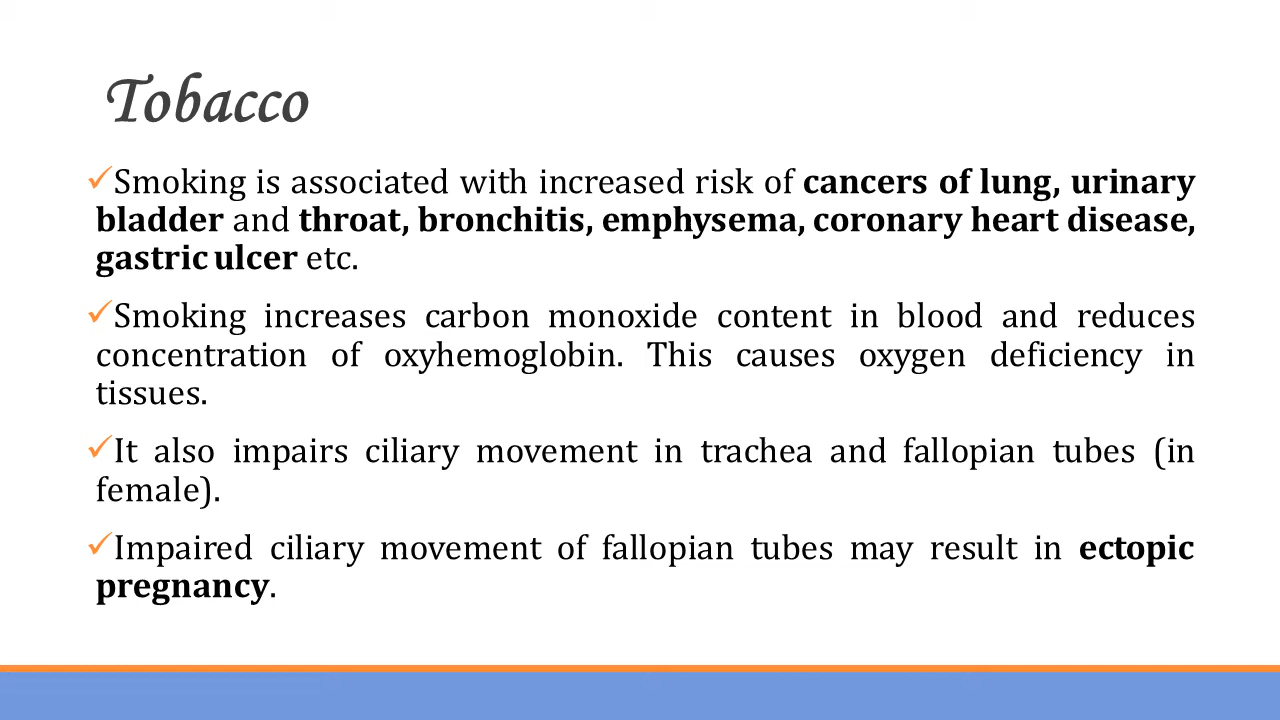 Tobacco
✓Smoking is associated with increased risk of cancers of lung, urinary
bladder and throat, bronchitis, emphysema, coronary heart disease,
gastric ulcer etc.
✓Smoking increases carbon monoxide content in blood and reduces
concentration of oxyhemoglobin. This causes oxygen deficiency in
tissues.
✓It also impairs ciliary movement in trachea and fallopian tubes (in
female).
✓Impaired ciliary movement of fallopian tubes may result in ectopic
pregnancy.